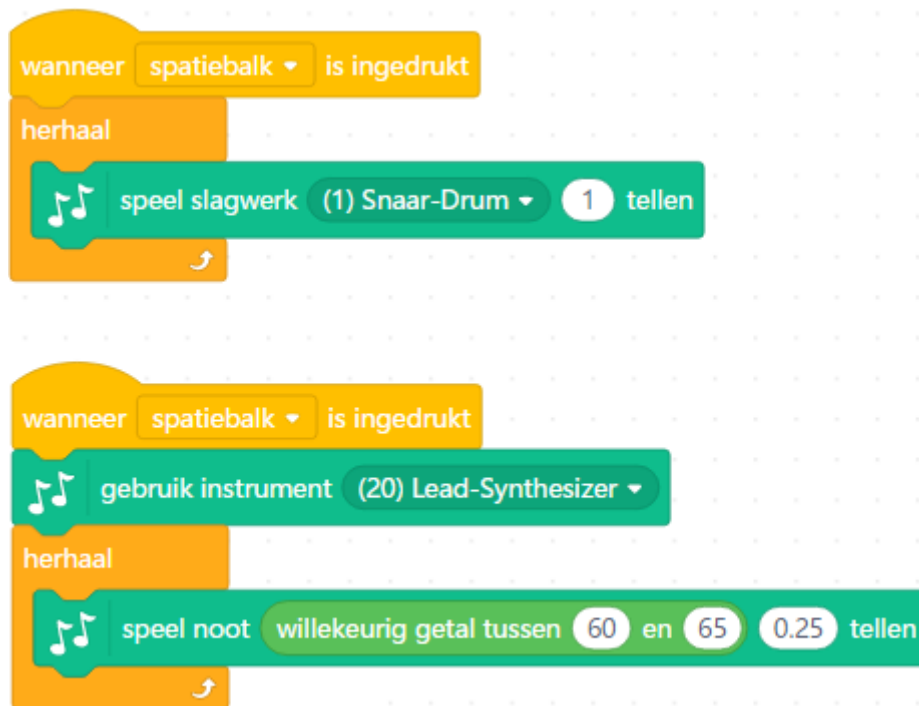 wanneer spatiebalk is ingedrukt
herhaal
speel slagwerk (1) Snaar-Drum 1 tellen
wanneer spatiebalk is ingedrukt
gebruik instrument (20) Lead-Synthesizer
herhaal
speel noot willekeurig getal tussen 60 en 65 0.25 tellen